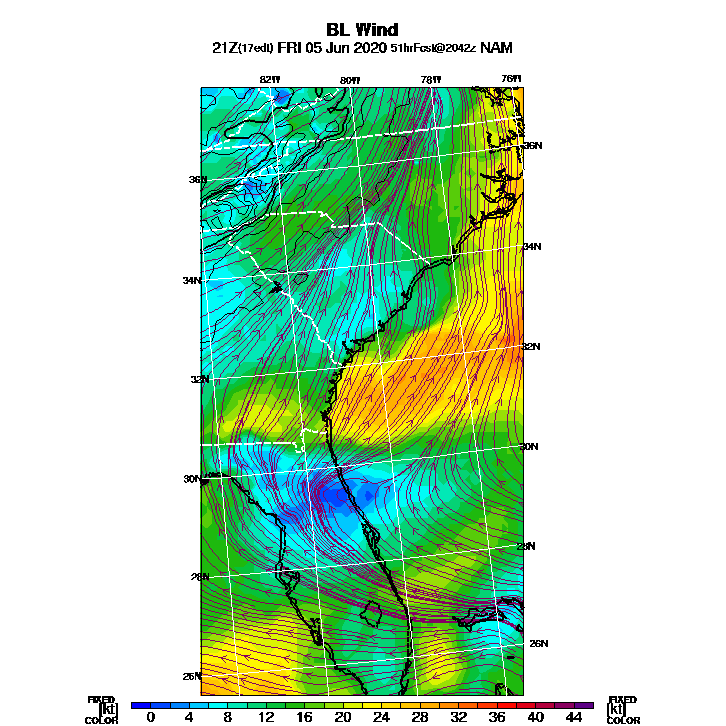 BL Wind
21Z(17edt) FRI 05 Jun 2020 51hrFcst@2042z NAM
82W 80W 78W 76W
36N
36N
34N
34N
32N
32N
30N
30N
28N
28N
26N
26N
FIXED FIXED
[kt] 0 4 8 12 16 20 24 28 32 36 40 44 [kt]
COLOR COLOR